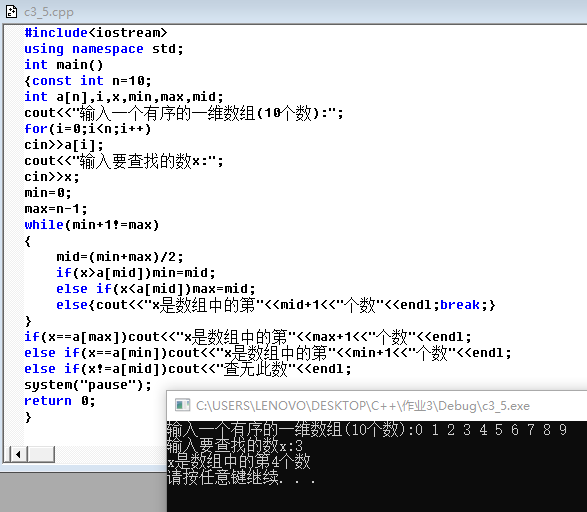 c3_5.cpp
#include<iostream>
using namespace std;
int main()
{const int n=10;
int a[n],i,x,min,max,mid;
cout<<"输入一个有序的一维数组(10个数):";
for(i=0;i<n;i++)
cin>>a[i];
cout<<"输入要查找的数x:";
cin>>x;
min=0;
max=n-1;
while(min+1!=max)
{
    mid=(min+max)/2;
    if(x>a[mid])min=mid;
    else if(x<a[mid])max=mid;
    else{cout<<"x是数组中的第"<<mid+1<<"个数"<<endl;break;}
}
if(x==a[max])cout<<"x是数组中的第"<<max+1<<"个数"<<endl;
else if(x==a[min])cout<<"x是数组中的第"<<min+1<<"个数"<<endl;
else if(x!=a[mid])cout<<"查无此数"<<endl;
system("pause");
return 0;
}
C:\USERS\LENOVO\DESKTOP\C++\作业3\Debug\c3_5.exe
输入一个有序的一维数组(10个数):0 1 2 3 4 5 6 7 8 9
输入要查找的数x:3
x是数组中的第4个数
请按任意键继续. . .